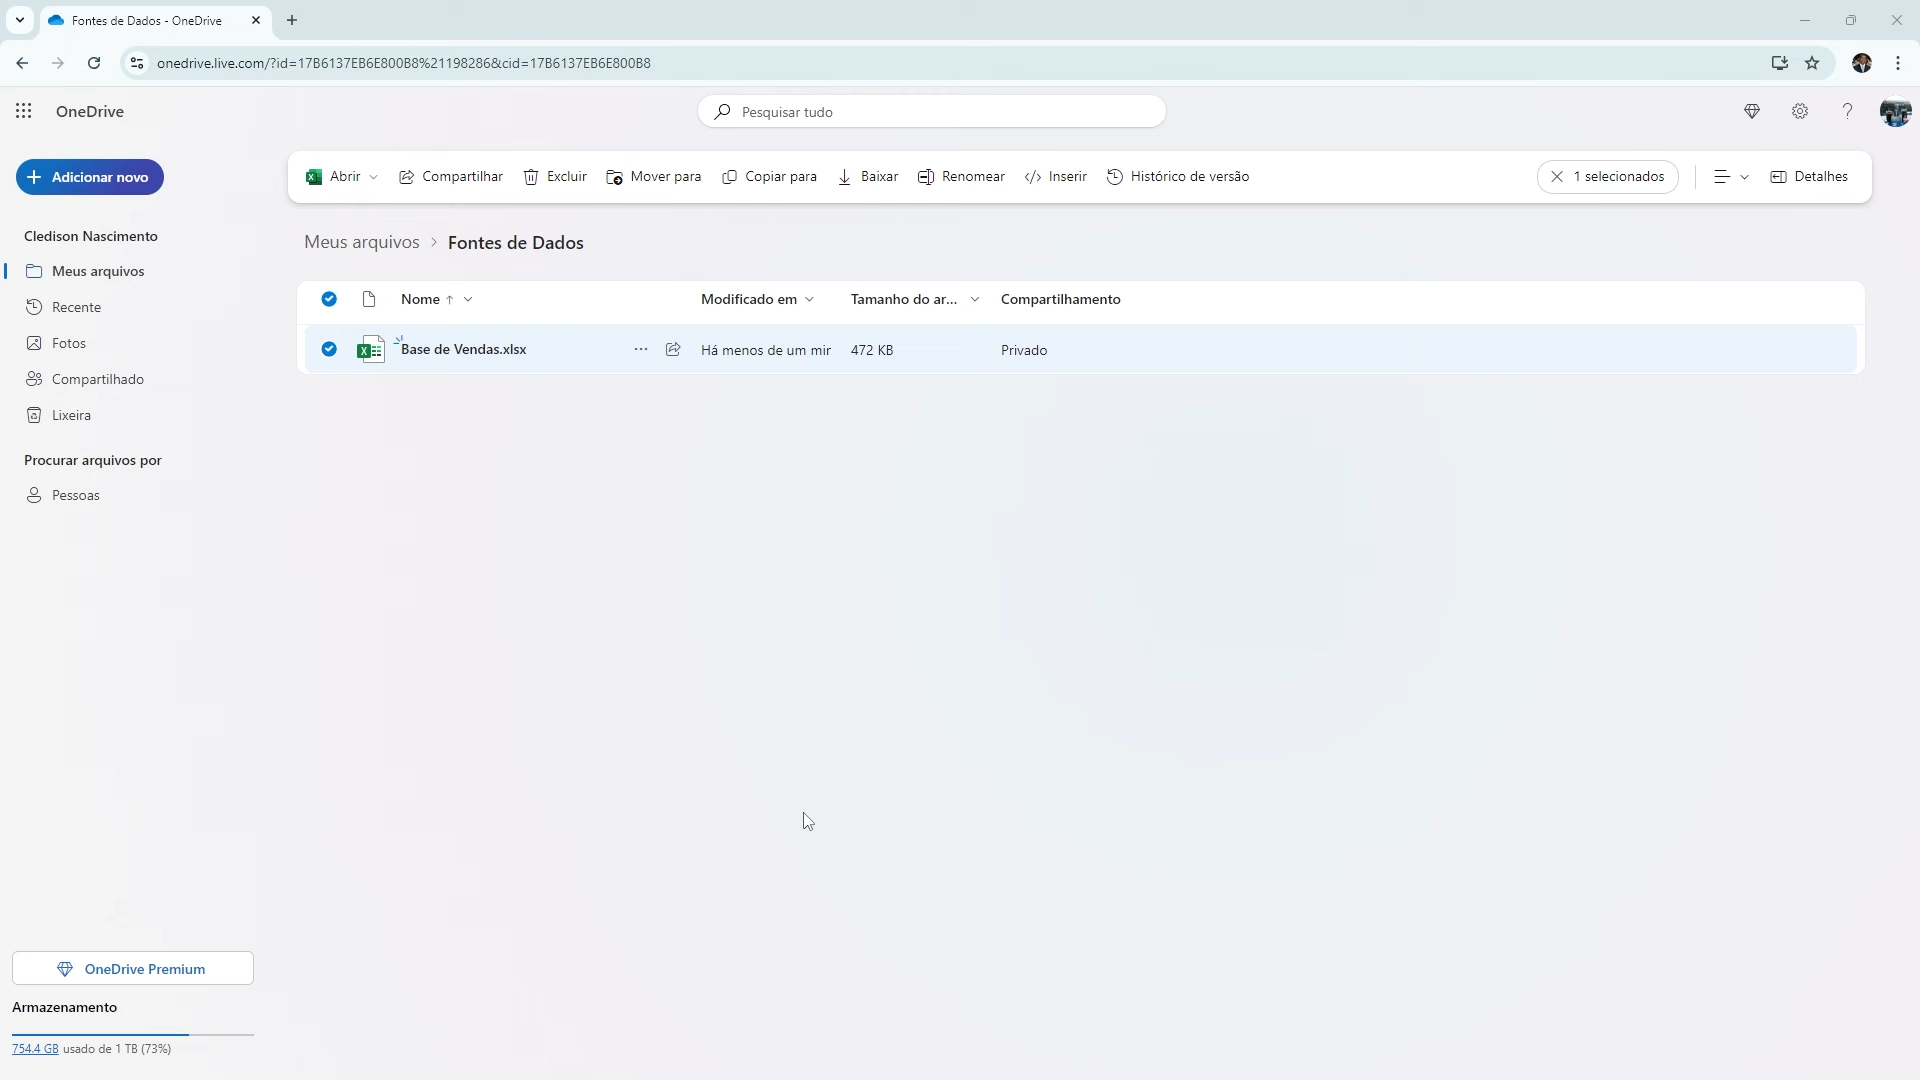 Fontes de Dados - OneDrive
onedrive.live.com/?id=17B6137EB6E800B8%21198286&cid=17B6137EB6E800B8
OneDrive
Pesquisar tudo
Adicionar novo
Abrir
Compartilhar
Excluir
Mover para
Copiar para
Baixar
Renomear
Inserir
Histórico de versão
1 selecionados
Detalhes
Cledison Nascimento
Meus arquivos
Recente
Fotos
Compartilhado
Lixeira
Procurar arquivos por
Pessoas
Meus arquivos > Fontes de Dados
Nome
Modificado em
Tamanho do ar...
Compartilhamento
Base de Vendas.xlsx
Há menos de um mir
472 KB
Privado
OneDrive Premium
Armazenamento
754.4 GB usado de 1 TB (73%)